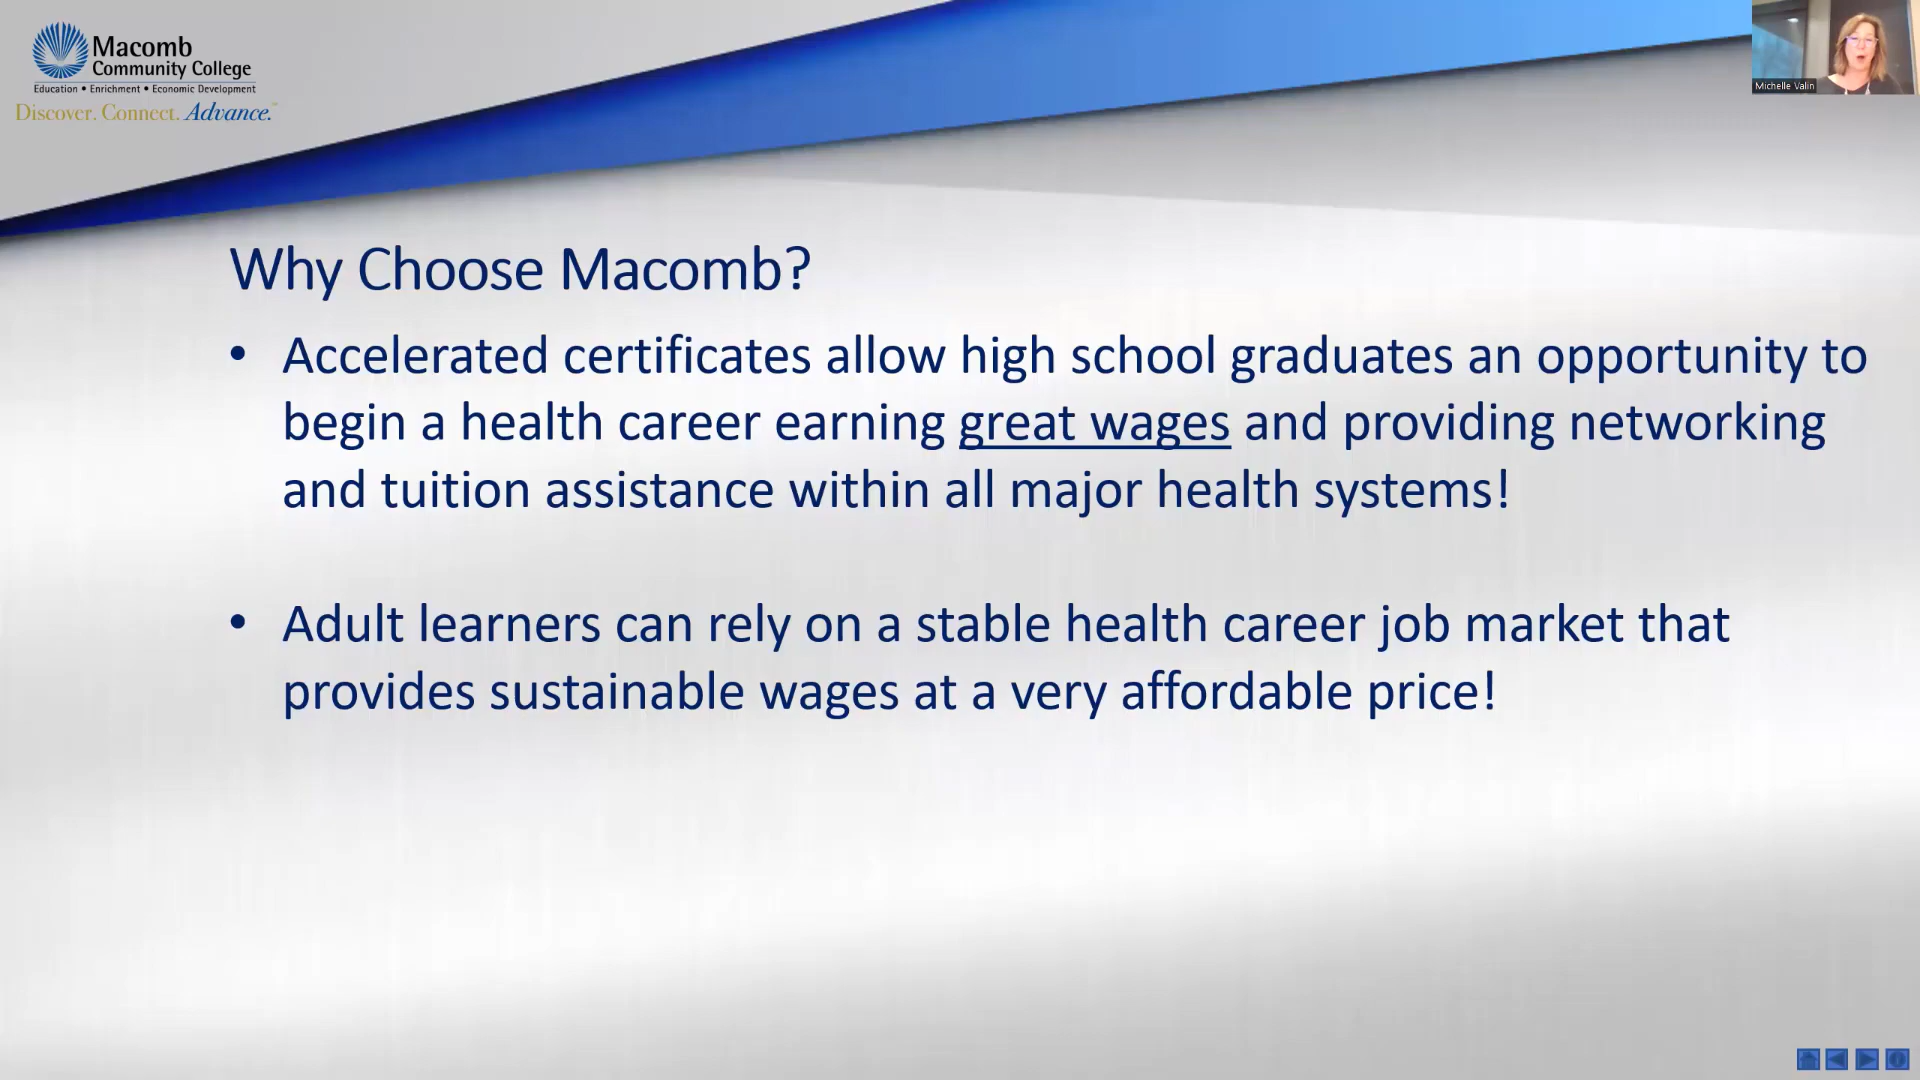 Macomb
Community College
Education • Enrichment • Economic Development
Discover. Connect. Advance.™
Michelle Valin
Why Choose Macomb?
• Accelerated certificates allow high school graduates an opportunity to
begin a health career earning great wages and providing networking
and tuition assistance within all major health systems!
• Adult learners can rely on a stable health career job market that
provides sustainable wages at a very affordable price!